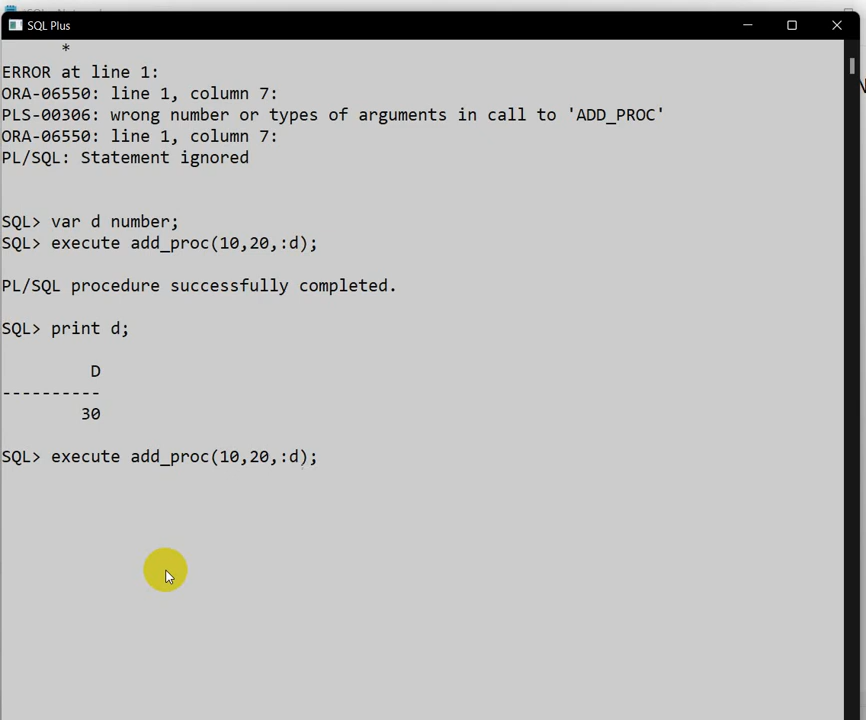 SQL Plus
*
ERROR at line 1:
ORA-06550: line 1, column 7:
PLS-00306: wrong number or types of arguments in call to 'ADD_PROC'
ORA-06550: line 1, column 7:
PL/SQL: Statement ignored
SQL> var d number;
SQL> execute add_proc(10,20,:d);
PL/SQL procedure successfully completed.
SQL> print d;
D
----------
30
SQL> execute add_proc(10,20,:d);